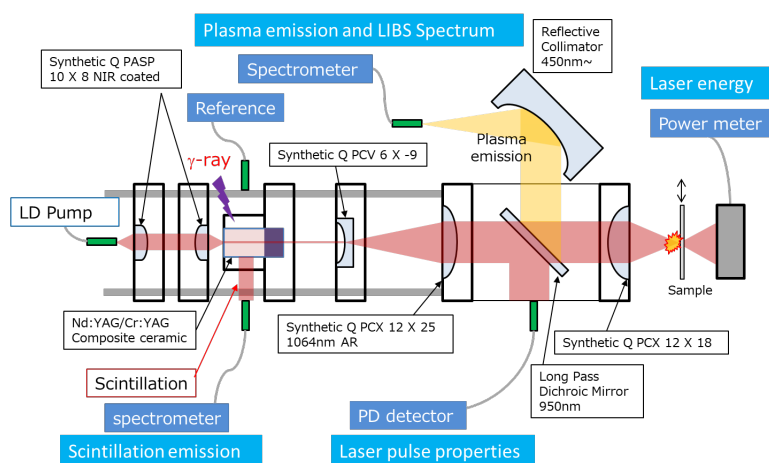 Plasma emission and LIBS Spectrum
Reflective
Collimator
450nm~
Synthetic Q PASP
10 X 8 NIR coated
Spectrometer
Laser energy
Reference
Power meter
Plasma
emission
Synthetic Q PCV 6 X -9
γ-ray
LD Pump
Sample
Nd:YAG/Cr:YAG
Composite ceramic
Synthetic Q PCX 12 X 25
1064nm AR
Synthetic Q PCX 12 X 18
Scintillation
Long Pass
Dichroic Mirror
950nm
spectrometer
PD detector
Scintillation emission
Laser pulse properties